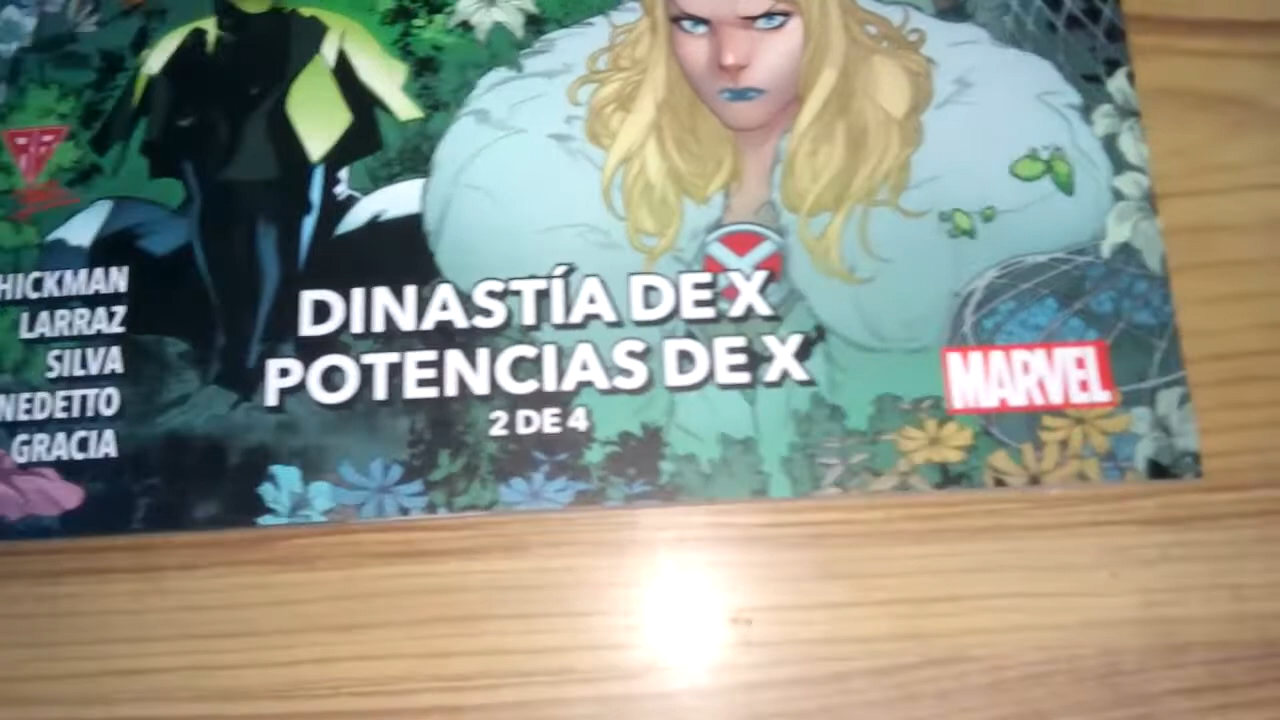 HICKMAN
LARRAZ
SILVA
NEDETTO
GRACIA
DINASTÍA DE X
POTENCIAS DE X
2 DE 4
MARVEL